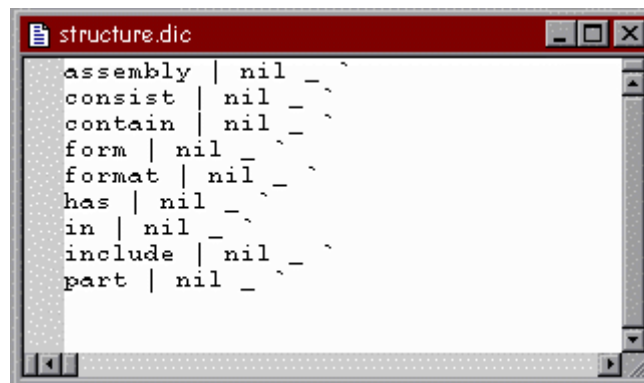 structure.dic
assembly | nil _ `
consist | nil _ `
contain | nil _ `
form | nil _ `
format | nil _ `
has | nil _ `
in | nil _ `
include | nil _ `
part | nil _ `